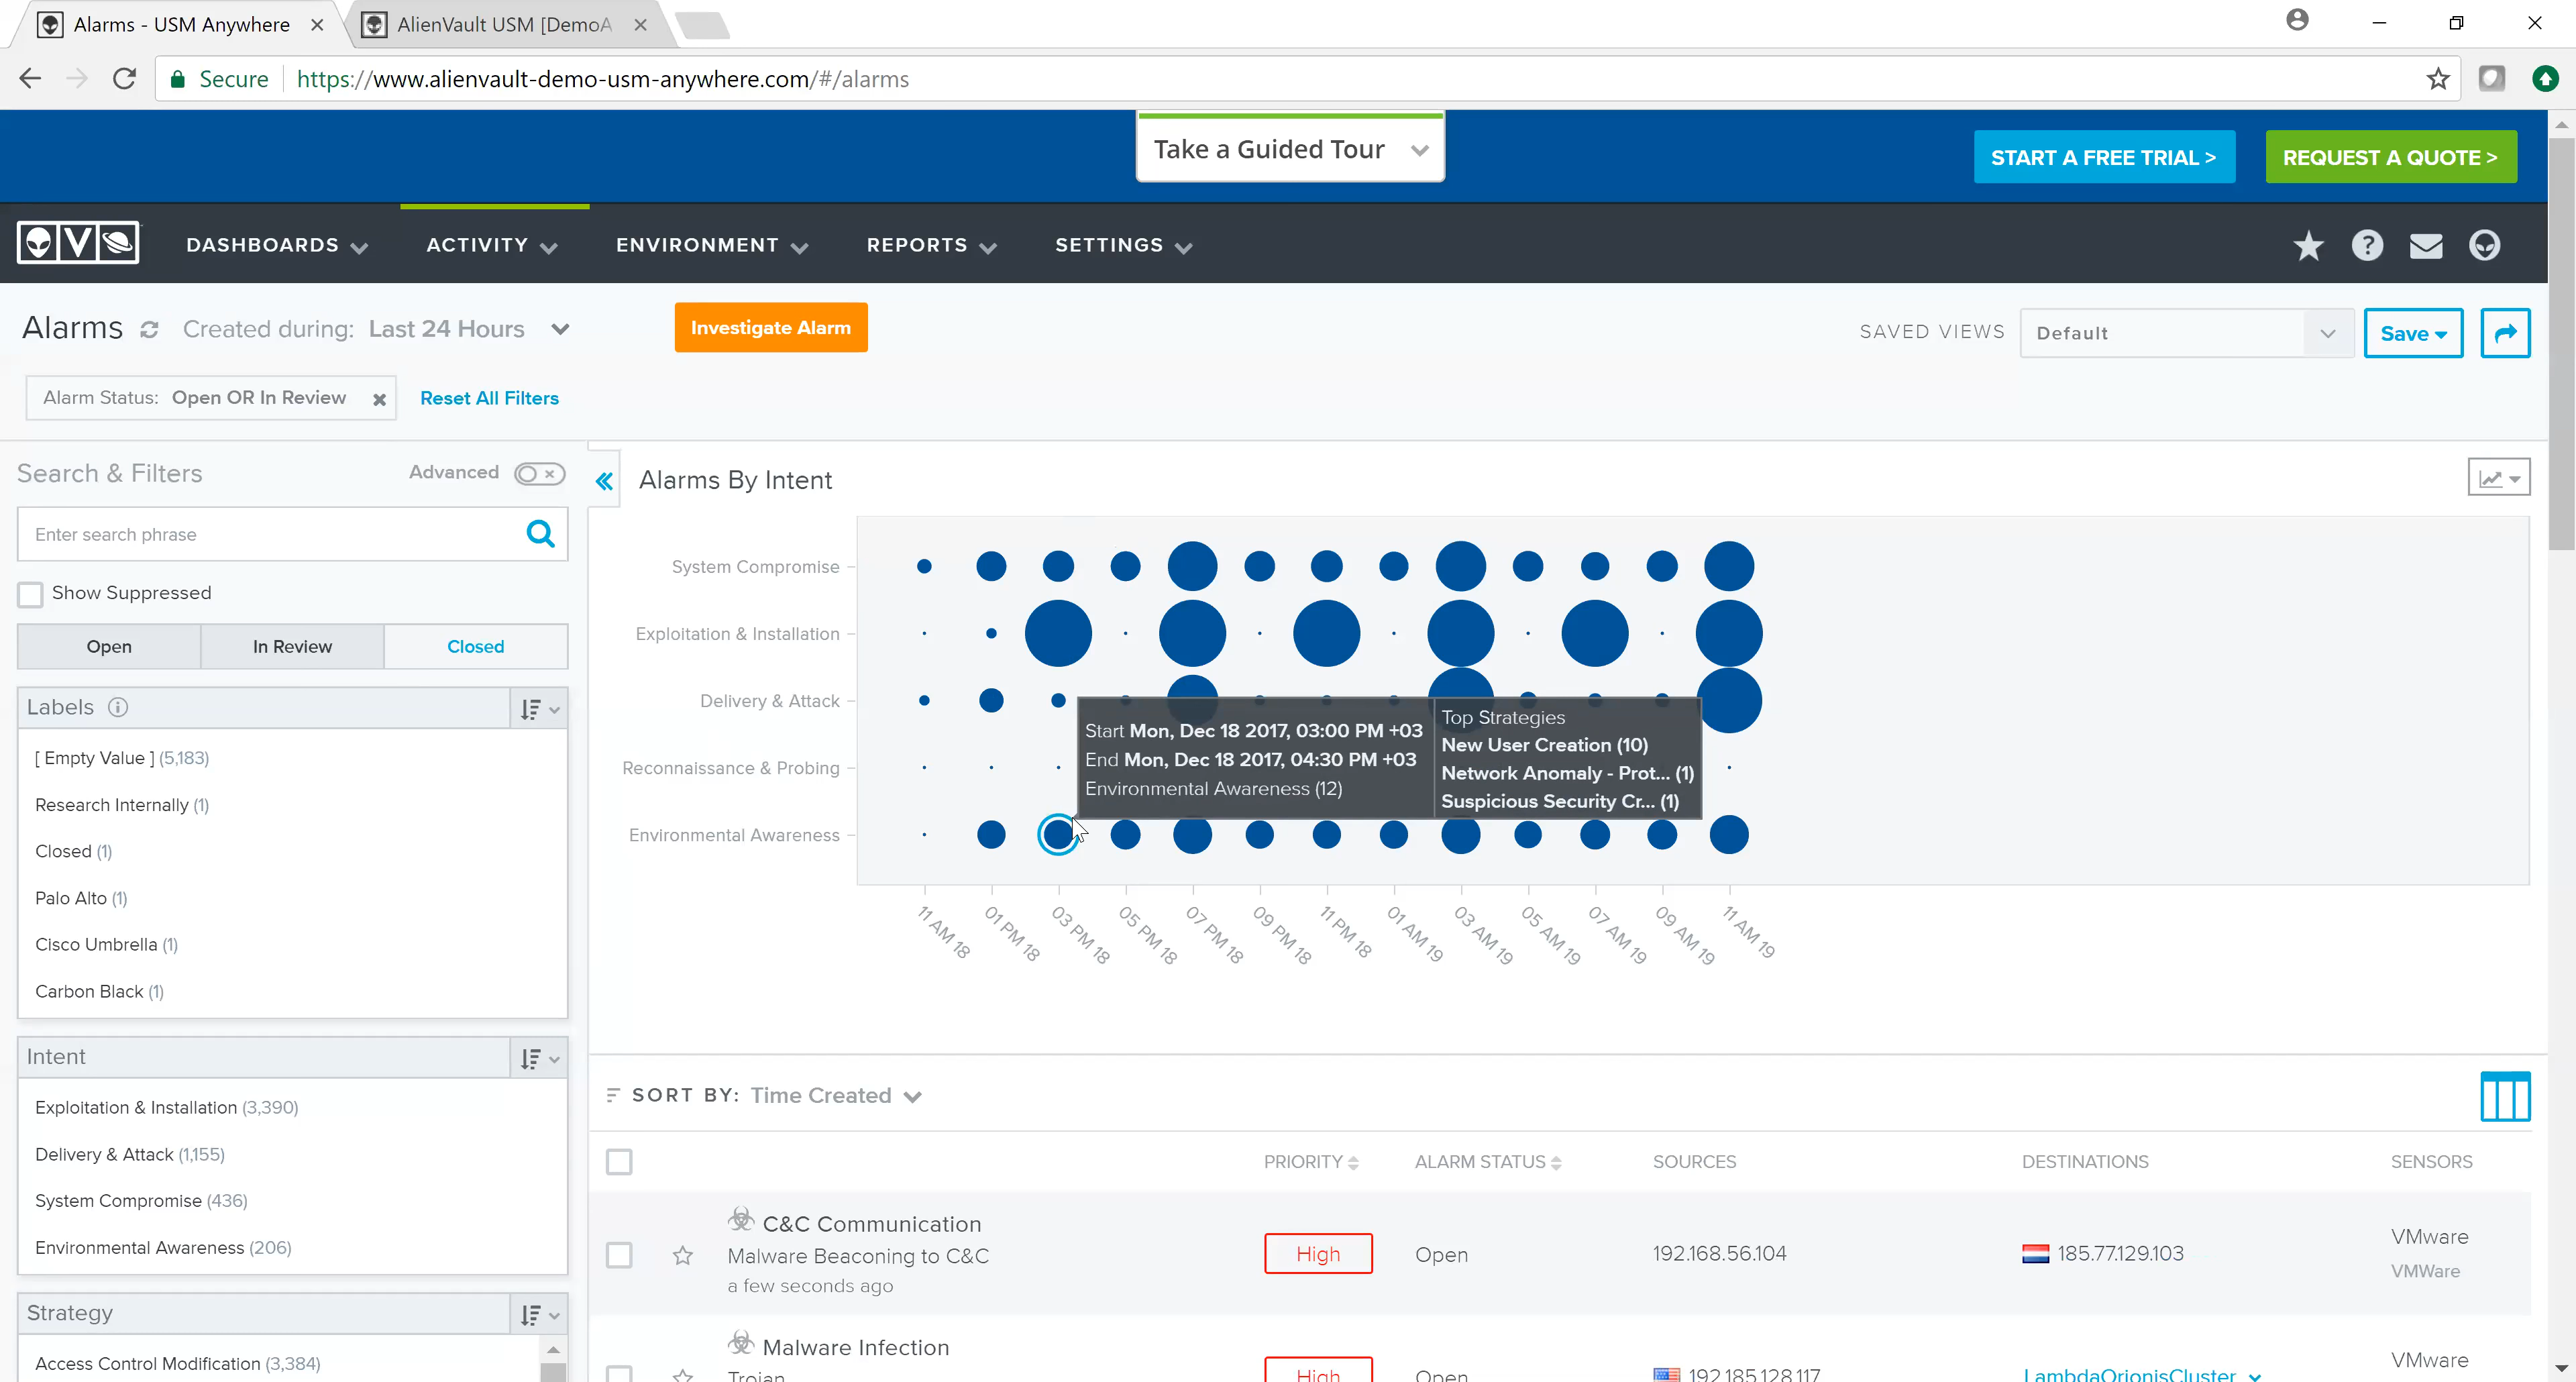 Alarms - USM Anywhere
AlienVault USM [DemoA
Secure
https://www.alienvault-demo-usm-anywhere.com/#/alarms
Take a Guided Tour
START A FREE TRIAL >
REQUEST A QUOTE >
DASHBOARDS
ACTIVITY
ENVIRONMENT
REPORTS
SETTINGS
Alarms
Created during: Last 24 Hours
Investigate Alarm
SAVED VIEWS
Default
Save
Alarm Status: Open OR In Review
Reset All Filters
Search & Filters
Advanced
Enter search phrase
Show Suppressed
Open
In Review
Closed
Labels
[ Empty Value ] (5,183)
Research Internally (1)
Closed (1)
Palo Alto (1)
Cisco Umbrella (1)
Carbon Black (1)
Intent
Exploitation & Installation (3,390)
Delivery & Attack (1,155)
System Compromise (436)
Environmental Awareness (206)
Strategy
Access Control Modification (3,384)
Alarms By Intent
System Compromise
Exploitation & Installation
Delivery & Attack
Reconnaissance & Probing
Environmental Awareness
Start Mon, Dec 18 2017, 03:00 PM +03
End Mon, Dec 18 2017, 04:30 PM +03
Environmental Awareness (12)
Top Strategies
New User Creation (10)
Network Anomaly - Prot... (1)
Suspicious Security Cr... (1)
11 AM 18
01 PM 18
03 PM 18
05 PM 18
07 PM 18
09 PM 18
11 PM 18
01 AM 19
03 AM 19
05 AM 19
07 AM 19
09 AM 19
11 AM 19
SORT BY: Time Created
PRIORITY
ALARM STATUS
SOURCES
DESTINATIONS
SENSORS
C&C Communication
Malware Beaconing to C&C
a few seconds ago
High
Open
192.168.56.104
185.77.129.103
VMware
VMWare
Malware Infection
Trojan
High
Open
192.185.128.117
LambdaOrionisCluster
VMware